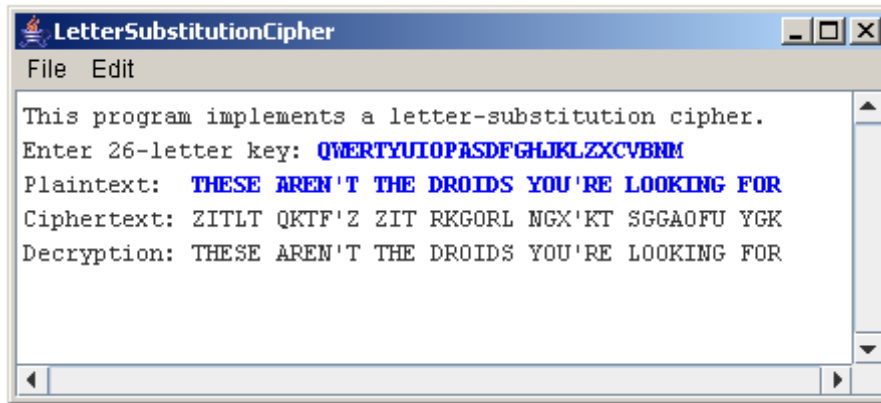 LetterSubstitutionCipher
File Edit
This program implements a letter-substitution cipher.
Enter 26-letter key: QWERTYUIOPASDFGHJKLZXCVBNM
Plaintext: THESE AREN'T THE DROIDS YOU'RE LOOKING FOR
Ciphertext: ZITLT QKTF'Z ZIT RKGORL NGX'KT SGGAOFU YGK
Decryption: THESE AREN'T THE DROIDS YOU'RE LOOKING FOR